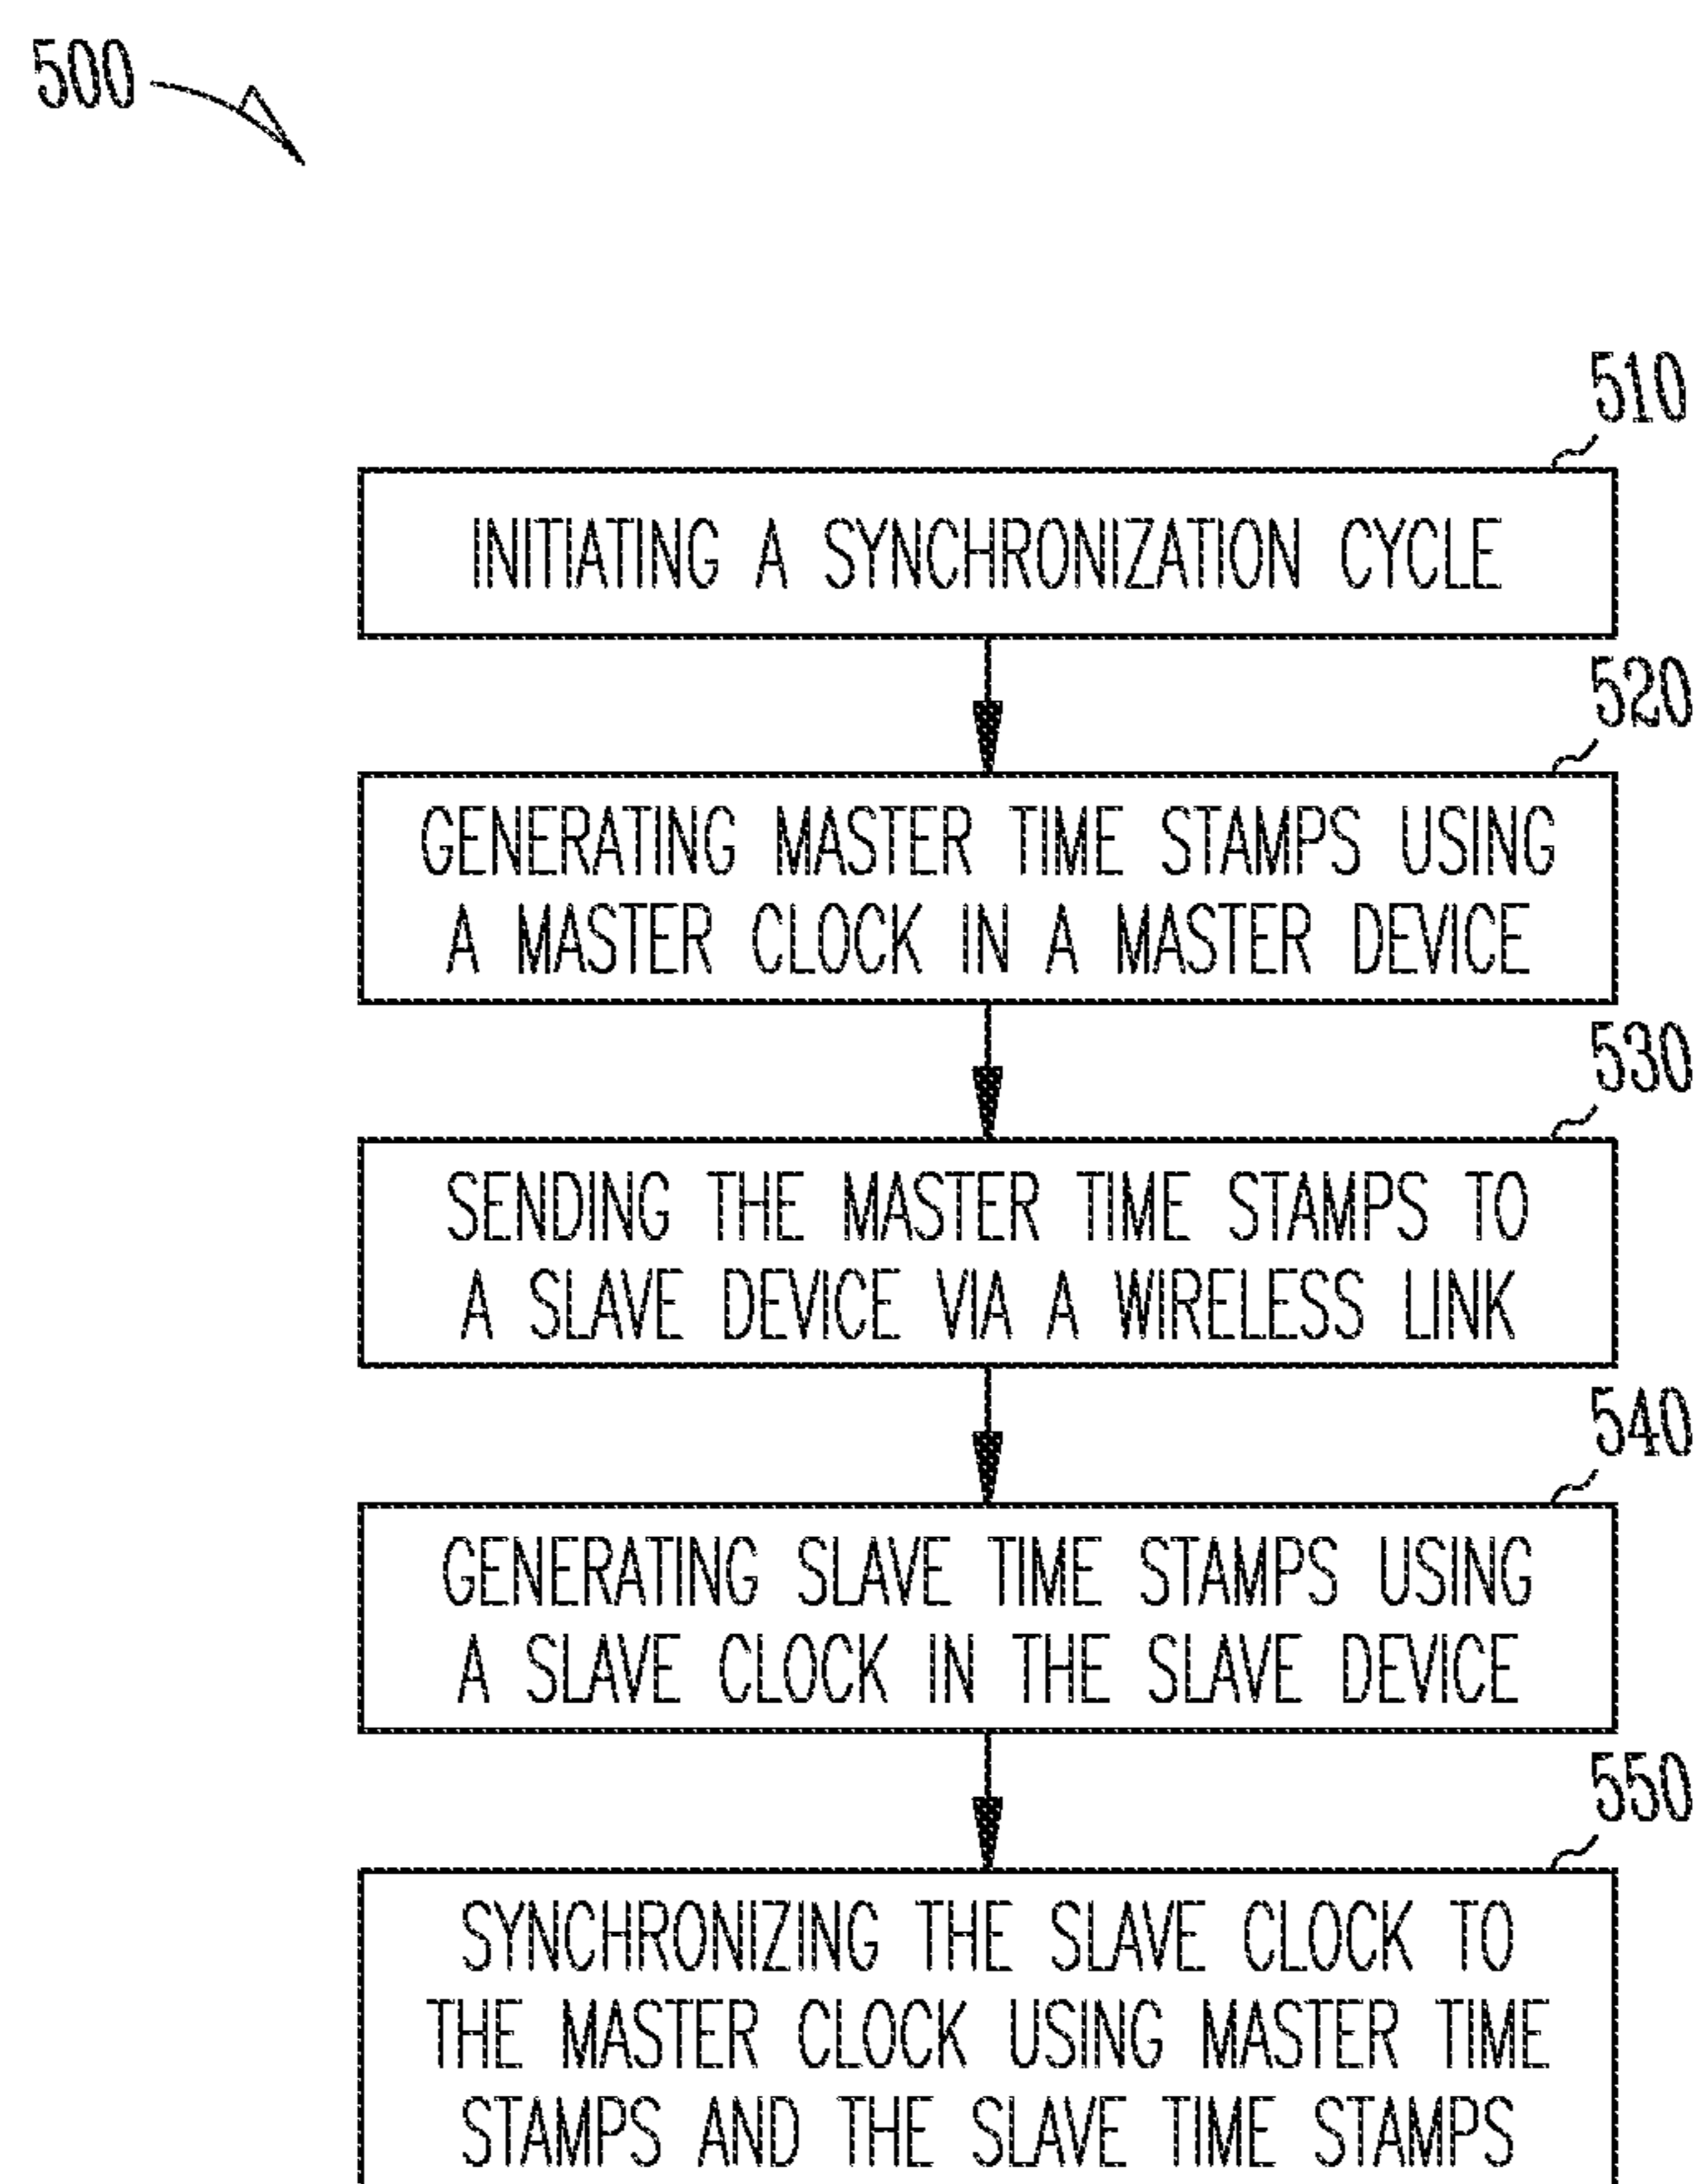 500
510
INITIATING A SYNCHRONIZATION CYCLE
520
GENERATING MASTER TIME STAMPS USING
A MASTER CLOCK IN A MASTER DEVICE
530
SENDING THE MASTER TIME STAMPS TO
A SLAVE DEVICE VIA A WIRELESS LINK
540
GENERATING SLAVE TIME STAMPS USING
A SLAVE CLOCK IN THE SLAVE DEVICE
550
SYNCHRONIZING THE SLAVE CLOCK TO
THE MASTER CLOCK USING MASTER TIME
STAMPS AND THE SLAVE TIME STAMPS